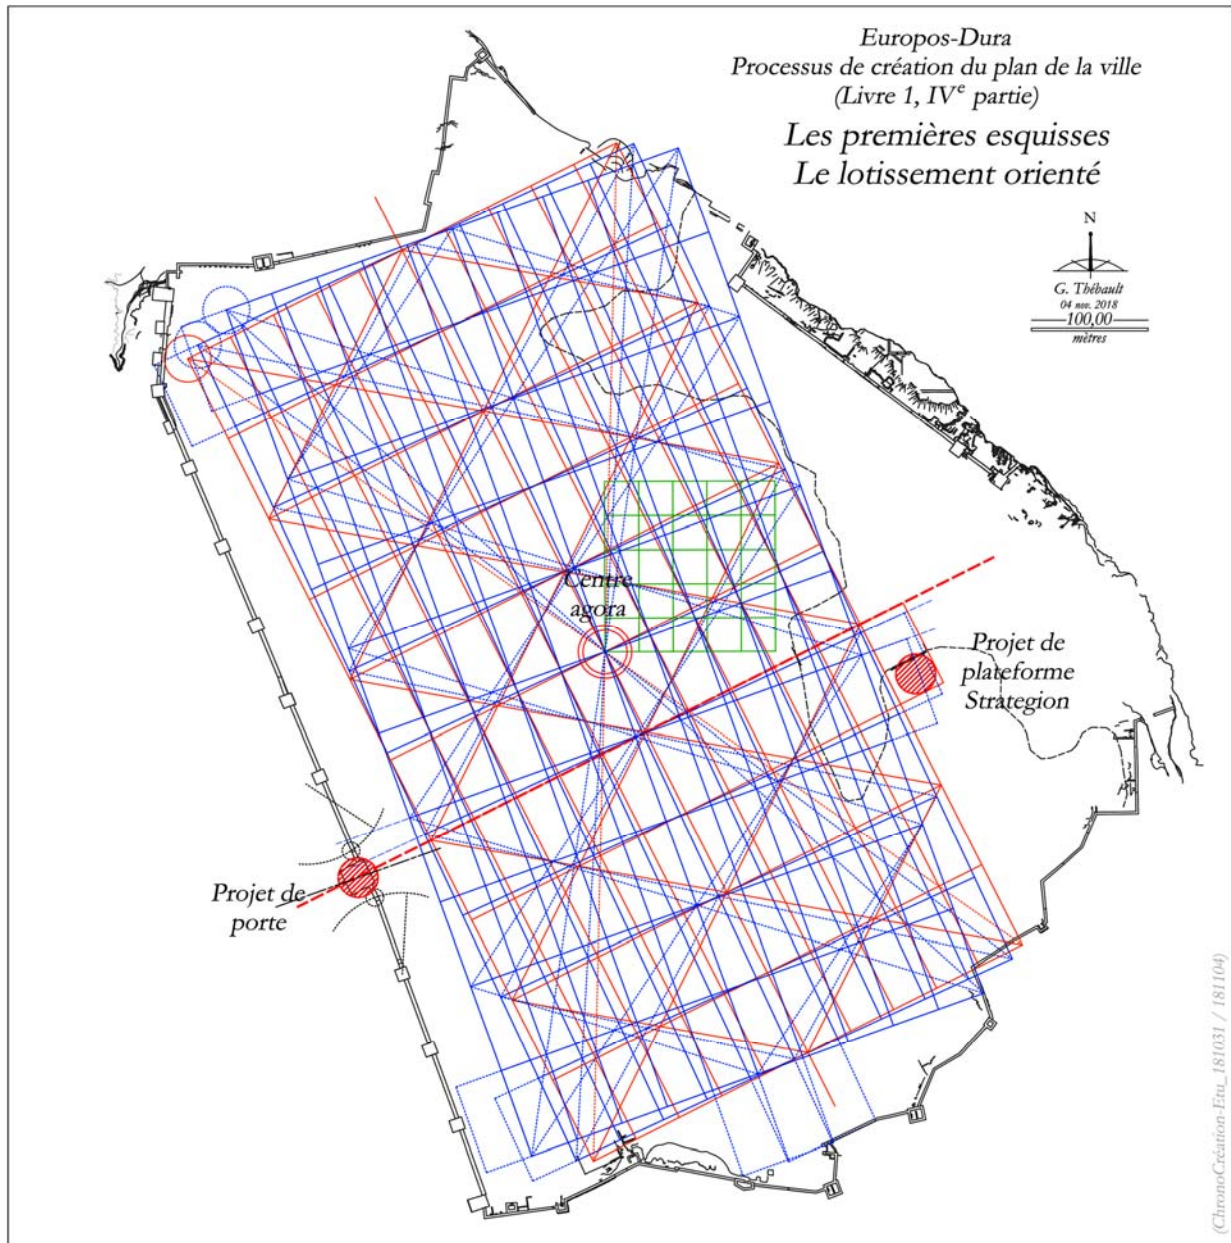 Europos-Dura
Processus de création du plan de la ville
(Livre 1, IVe partie)
Les premières esquisses
Le lotissement orienté
N
G. Thébault
04 nov. 2018
100,00
mètres
Centre
agora
Projet de
plateforme
Strategion
Projet de
porte
(ChronoCréation-Etu_181031 / 181104)